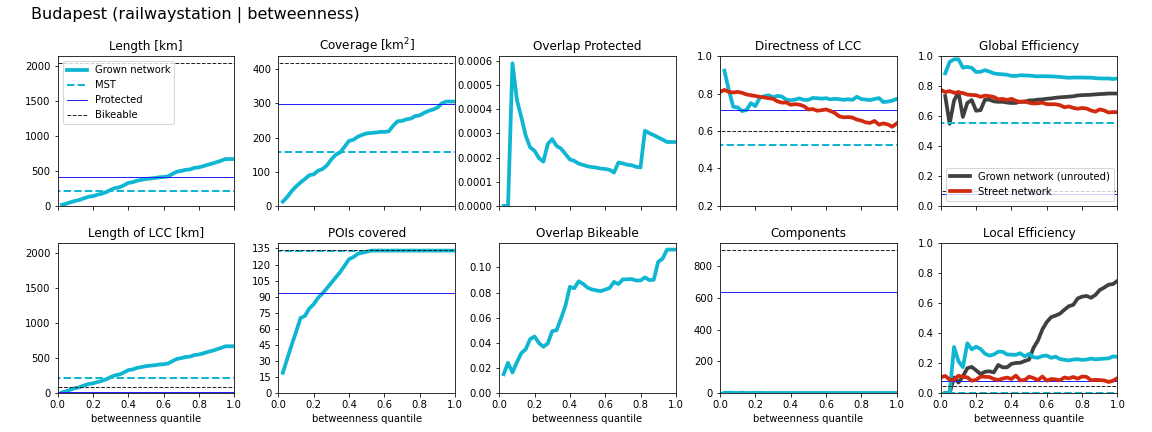 Budapest (railwaystation | betweenness)
Length [km]
Coverage [km²]
Overlap Protected
Directness of LCC
Global Efficiency
2000
1500
1000
500
0
Grown network
MST
Protected
Bikeable
400
300
200
100
0
0.0006
0.0005
0.0004
0.0003
0.0002
0.0001
0.0000
1.0
0.8
0.6
0.4
0.2
1.0
0.8
0.6
0.4
0.2
0.0
Grown network (unrouted)
Street network
Length of LCC [km]
POIs covered
Overlap Bikeable
Components
Local Efficiency
2000
1500
1000
500
0
135
120
105
90
75
60
45
30
15
0
0.10
0.08
0.06
0.04
0.02
0.00
800
600
400
200
0
1.0
0.8
0.6
0.4
0.2
0.0
0.0 0.2 0.4 0.6 0.8 1.0
0.0 0.2 0.4 0.6 0.8 1.0
0.0 0.2 0.4 0.6 0.8 1.0
0.0 0.2 0.4 0.6 0.8 1.0
0.0 0.2 0.4 0.6 0.8 1.0
betweenness quantile
betweenness quantile
betweenness quantile
betweenness quantile
betweenness quantile